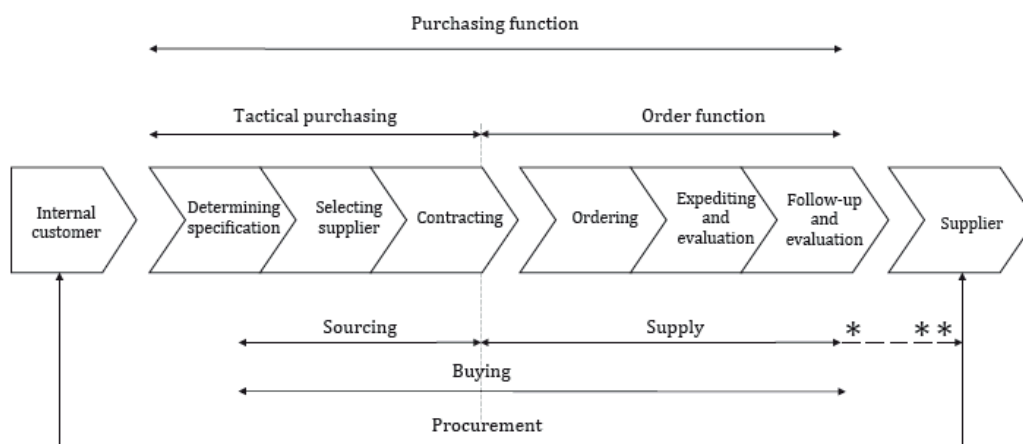 Purchasing function
Tactical purchasing
Order function
Internal
customer
Determining
specification
Selecting
supplier
Contracting
Ordering
Expediting
and
evaluation
Follow-up
and
evaluation
Supplier
Sourcing
Supply
*
**
Buying
Procurement